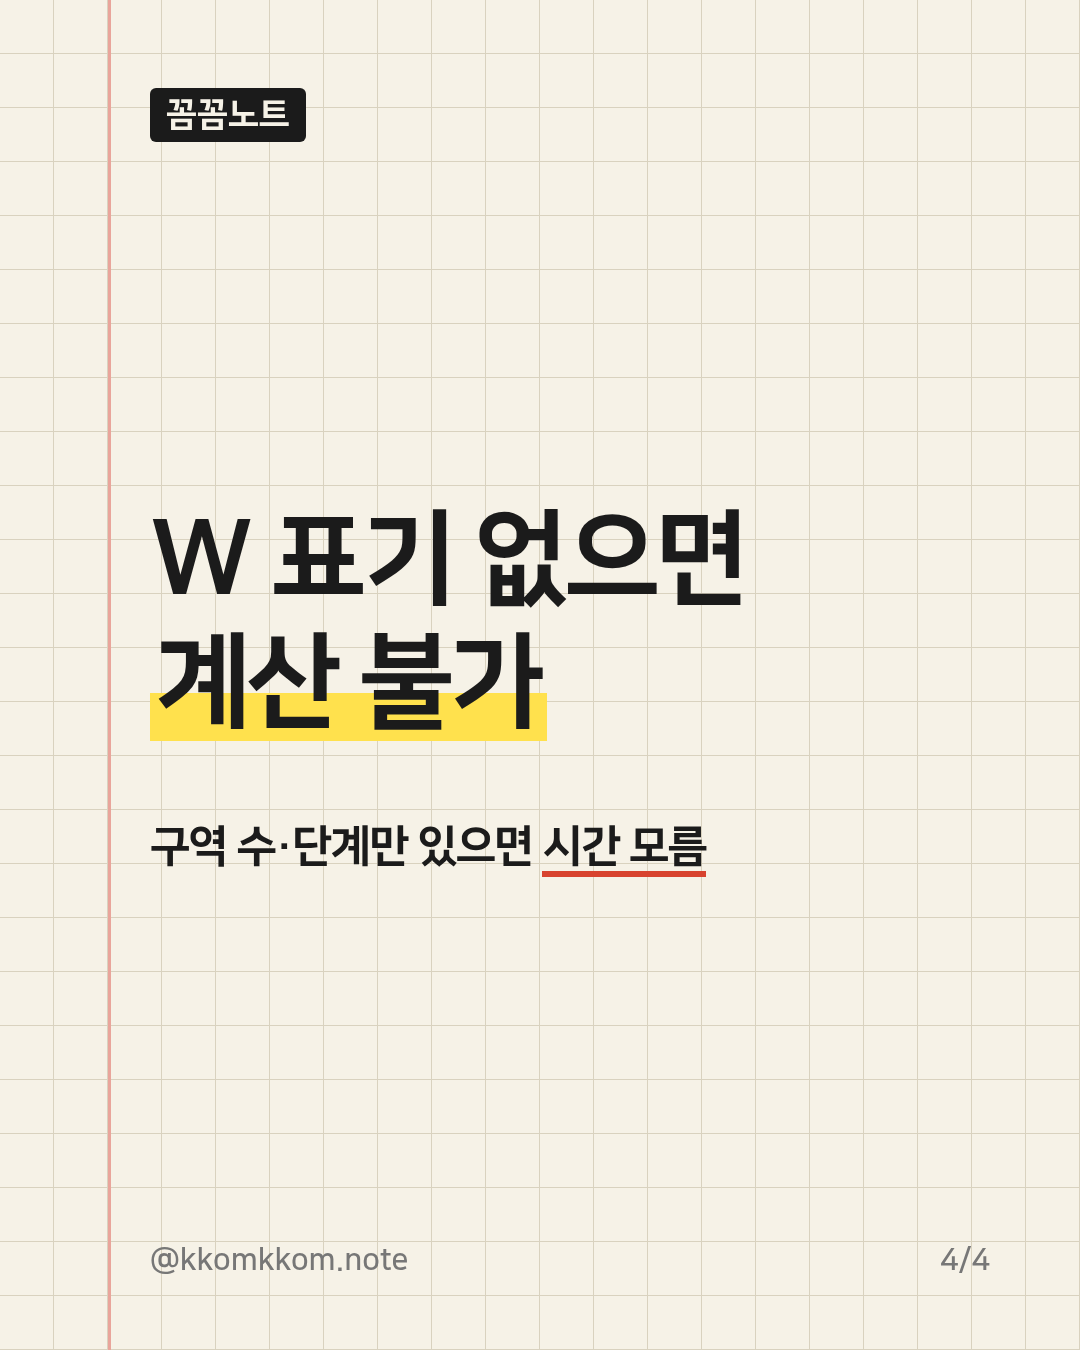 꼼꼼노트
W 표기 없으면
계산 불가
구역 수·단계만 있으면 시간 모름
@kkomkkom.note
4/4